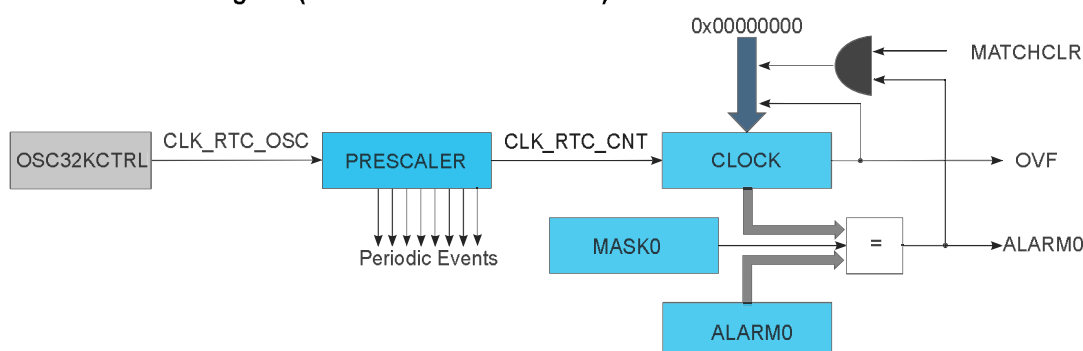 0x00000000
MATCHCLR
OSC32KCTRL
CLK_RTC_OSC
PRESCALER
CLK_RTC_CNT
CLOCK
OVF
Periodic Events
MASK0
=
ALARM0
ALARM0